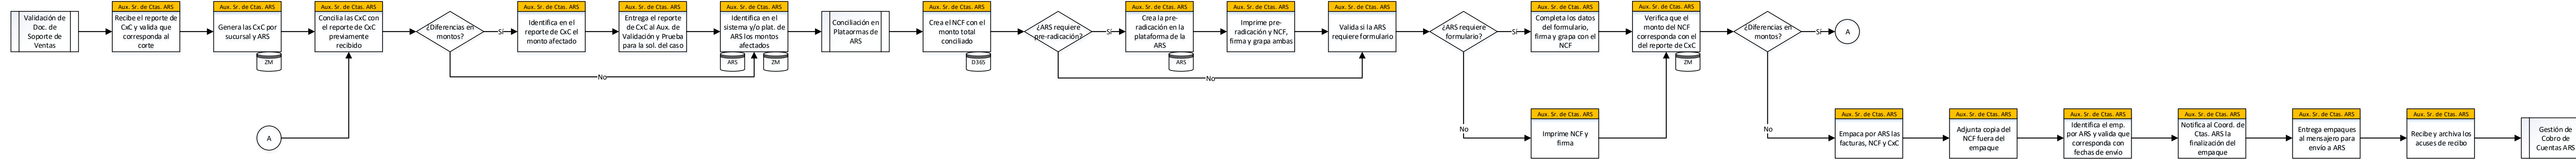 Validación de
Doc. de
Soporte de
Ventas
Aux. Sr. de Ctas. ARS
Recibe el reporte de
CxC y valida que
corresponda al
corte
Aux. Sr. de Ctas. ARS
Genera las CxC por
sucursal y ARS
ZM
Aux. Sr. de Ctas. ARS
Concilia las CxC con
el reporte de CxC
previamente
recibido
A
¿Diferencias en
montos?
Sí
No
Aux. Sr. de Ctas. ARS
Identifica en el
reporte de CxC el
monto afectado
Aux. Sr. de Ctas. ARS
Entrega el reporte
de CxC al Aux. de
Validación y Prueba
para la sol. del caso
Aux. Sr. de Ctas. ARS
Identifica en el
sistema y/o plat. de
ARS los montos
afectados
ARS
ZM
Conciliación en
Plataormas de
ARS
Aux. Sr. de Ctas. ARS
Crea el NCF con el
monto total
conciliado
D365
¿ARS requiere
pre-radicación?
Sí
No
Aux. Sr. de Ctas. ARS
Crea la pre-
radicación en la
plataforma de la
ARS
ARS
Aux. Sr. de Ctas. ARS
Imprime pre-
radicación y NCF,
firma y grapa ambas
Aux. Sr. de Ctas. ARS
Valida si la ARS
requiere formulario
¿ARS requiere
formulario?
Sí
No
Aux. Sr. de Ctas. ARS
Completa los datos
del formulario,
firma y grapa con el
NCF
Aux. Sr. de Ctas. ARS
Imprime NCF y
firma
Aux. Sr. de Ctas. ARS
Verifica que el
monto del NCF
corresponda con el
del reporte de CxC
ZM
¿Diferencias en
montos?
Sí
A
No
Aux. Sr. de Ctas. ARS
Empaca por ARS las
facturas, NCF y CxC
Aux. Sr. de Ctas. ARS
Adjunta copia del
NCF fuera del
empaque
Aux. Sr. de Ctas. ARS
Identifica el emp.
por ARS y valida que
corresponda con
fechas de envío
Aux. Sr. de Ctas. ARS
Notifica al Coord. de
Ctas. ARS la
finalización del
empaque
Aux. Sr. de Ctas. ARS
Entrega empaques
al mensajero para
envío a ARS
Aux. Sr. de Ctas. ARS
Recibe y archiva los
acuses de recibo
Gestión de
Cobro de
Cuentas ARS